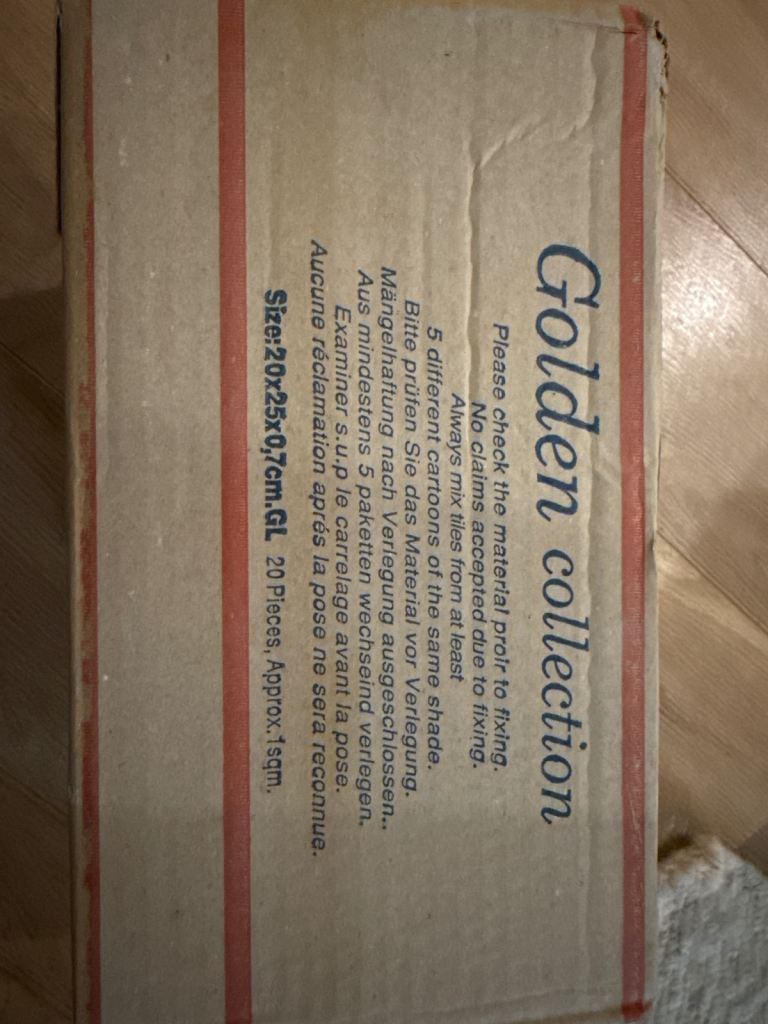 Golden collection
Please check the material proir to fixing.
No claims accepted due to fixing.
Always mix tiles from at least
5 different cartoons of the same shade.
Bitte prüfen Sie das Material vor Verlegung.
Mängelhaftung nach Verlegung ausgeschlossen..
Aus mindestens 5 paketten wechseind verlegen.
Examiner s.u.p le carrelage avant la pose.
Aucune réclamation aprés la pose ne sera reconnue.
Size:20x25x0,7cm.GL 20 Pieces, Approx.1sqm.